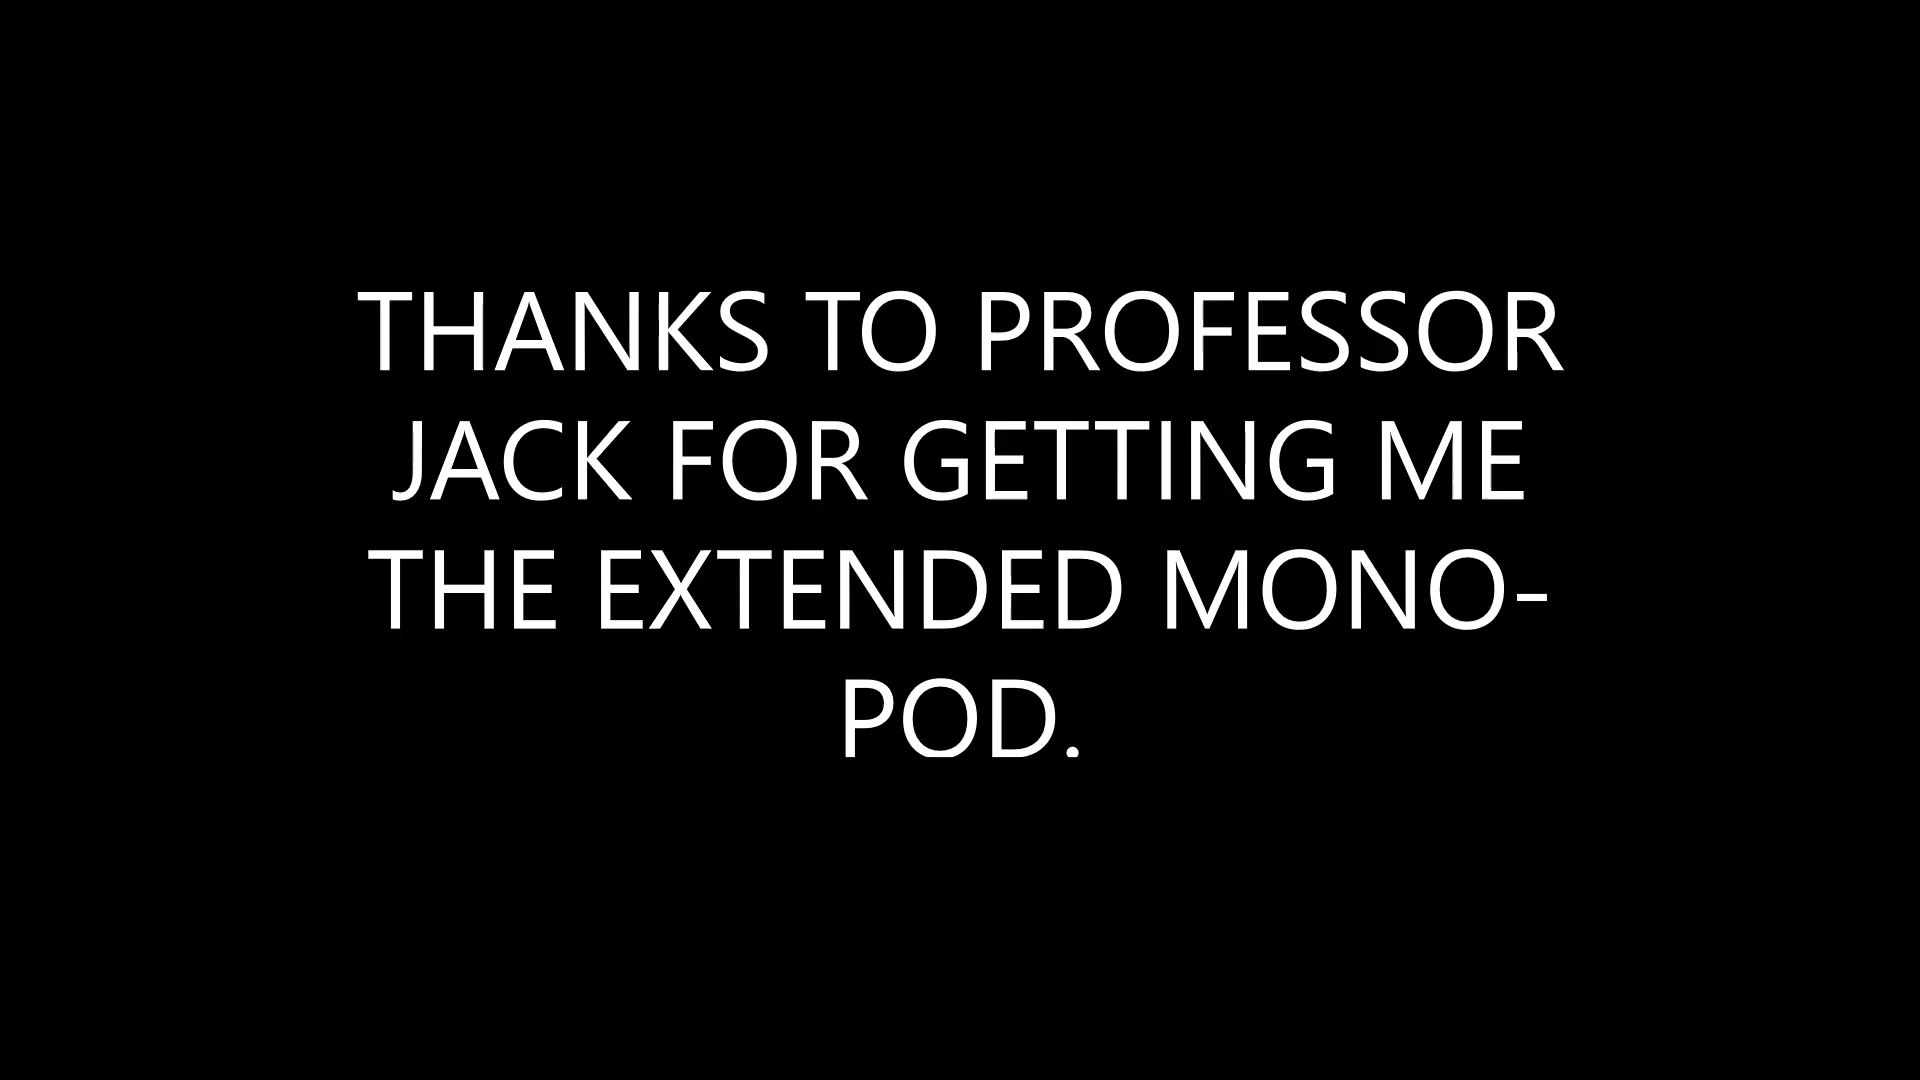 THANKS TO PROFESSOR
JACK FOR GETTING ME
THE EXTENDED MONO-
POD.